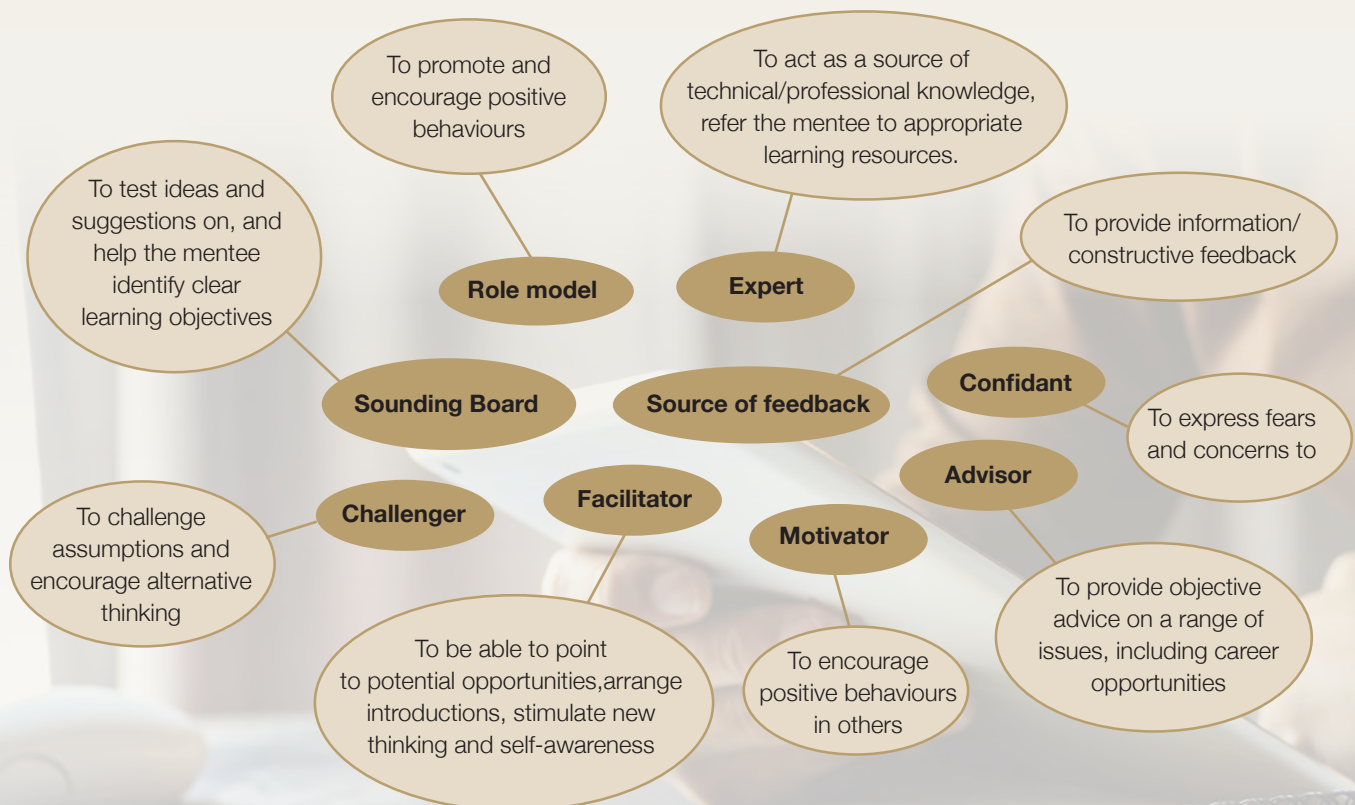 To promote and
encourage positive
behaviours
To act as a source of
technical/professional knowledge,
refer the mentee to appropriate
learning resources.
To test ideas and
suggestions on, and
help the mentee
identify clear
learning objectives
To provide information/
constructive feedback
Role model
Expert
Sounding Board
Source of feedback
Confidant
To express fears
and concerns to
Advisor
Facilitator
Challenger
Motivator
To challenge
assumptions and
encourage alternative
thinking
To be able to point
to potential opportunities,arrange
introductions, stimulate new
thinking and self-awareness
To encourage
positive behaviours
in others
To provide objective
advice on a range of
issues, including career
opportunities